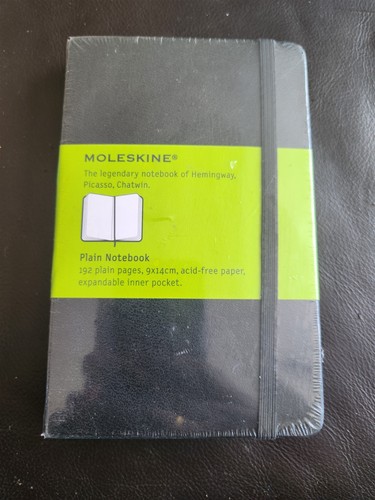 MOLESKINE®
The legendary notebook of Hemingway,
Picasso, Chatwin.
Plain Notebook
192 plain pages, 9x14cm, acid-free paper,
expandable inner pocket.